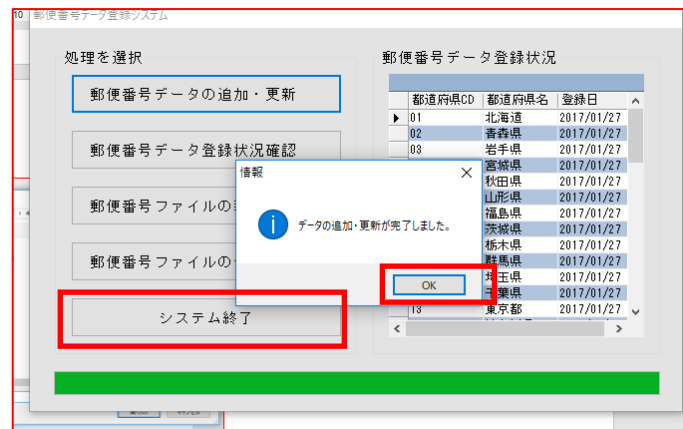 10
郵便番号データ登録システム
処理を選択
郵便番号データの追加・更新
郵便番号データ登録状況確認
郵便番号ファイルの
郵便番号ファイルの
システム終了
郵便番号データ登録状況
都道府県CD 都道府県名 登録日
01 北海道 2017/01/27
02 青森県 2017/01/27
03 岩手県 2017/01/27
宮城県 2017/01/27
秋田県 2017/01/27
山形県 2017/01/27
福島県 2017/01/27
茨城県 2017/01/27
栃木県 2017/01/27
群馬県 2017/01/27
埼玉県 2017/01/27
千葉県 2017/01/27
13 東京都 2017/01/27
情報
データの追加・更新が完了しました。
OK